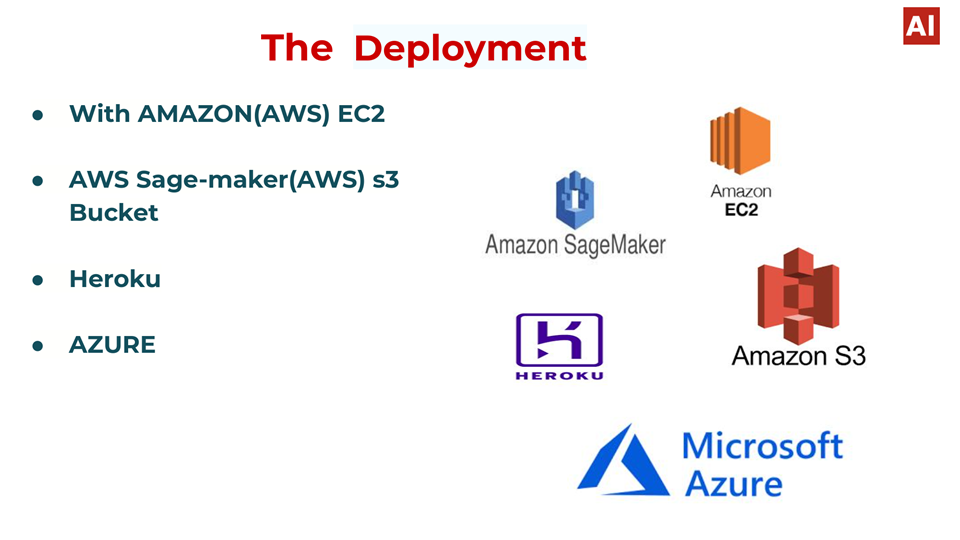 The Deployment
AI
● With AMAZON(AWS) EC2
● AWS Sage-maker(AWS) s3
Bucket
● Heroku
● AZURE
Amazon
EC2
Amazon SageMaker
Amazon S3
HEROKU
Microsoft
Azure